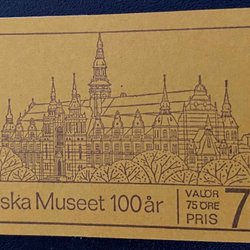 ska Museet 100 år
VALÖR
75 ÖRE
PRIS 7